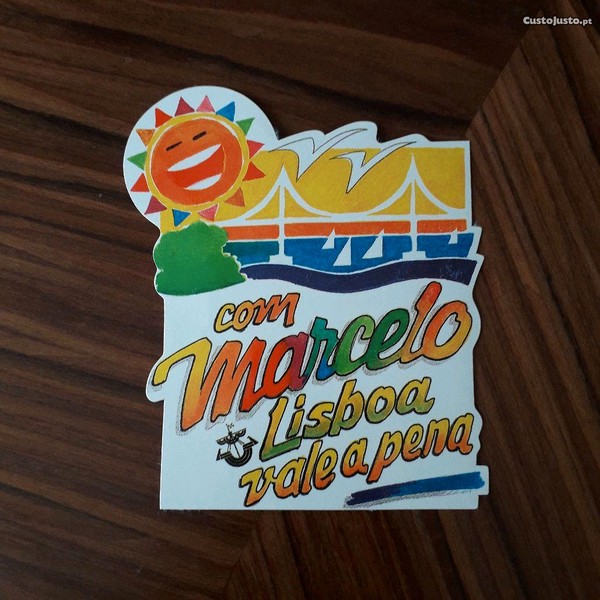 CustoJusto.pt
com
Marcelo
Lisboa
vale a pena